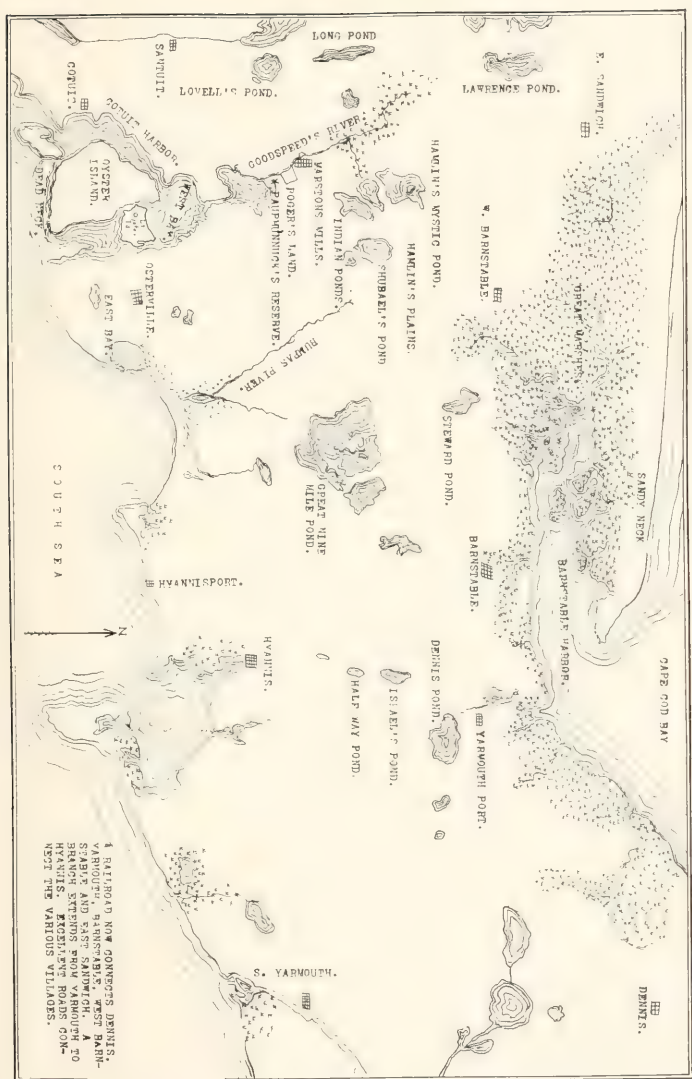 CAPE COD BAY
SANDY NECK
BARNSTABLE HARBOR.
GREAT MARSHES
E. SANDWICH.
DENNIS.
W. BARNSTABLE.
BARNSTABLE.
YARMOUTH PORT.
LAWRENCE POND.
HAMLIN'S MYSTIC POND.
HAMLIN'S PLAINS.
STEWARD POND.
DENNIS POND.
SHUBAEL'S POND
ISRAEL'S POND.
INDIAN PONDS
HALF WAY POND.
LONG POND
GREAT NINE
MILE POND.
MARSTONS MILLS.
GOODSPEED'S RIVER
ROGER'S LAND.
PAUPMUNNUCK'S RESERVE.
BUMPAS RIVER.
LOVELL'S POND.
SANTUIT.
COTUIT.
COTUIT HARBOR.
WEST BAY
OYSTER
ISLAND.
DEAD NECK
OSTERVILLE
EAST BAY.
HYANNISPORT.
HYANNIS.
S. YARMOUTH.
SOUTH SEA
N
A RAILROAD NOW CONNECTS DENNIS,
YARMOUTH, BARNSTABLE, WEST BARN-
STABLE AND EAST SANDWICH. A
BRANCH EXTENDS FROM YARMOUTH TO
HYANNIS. EXCELLENT ROADS CON-
NECT THE VARIOUS VILLAGES.